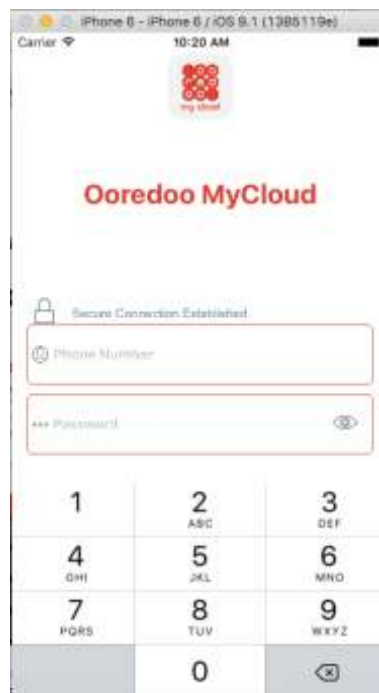 iPhone 6 - iPhone 6 / iOS 9.1 (13B5119e)
Carrier 10:20 AM
my cloud
Ooredoo MyCloud
Secure Connection Established
Phone Number
Password
1 2 3
ABC DEF
4 5 6
GHI JKL MNO
7 8 9
PQRS TUV WXYZ
0